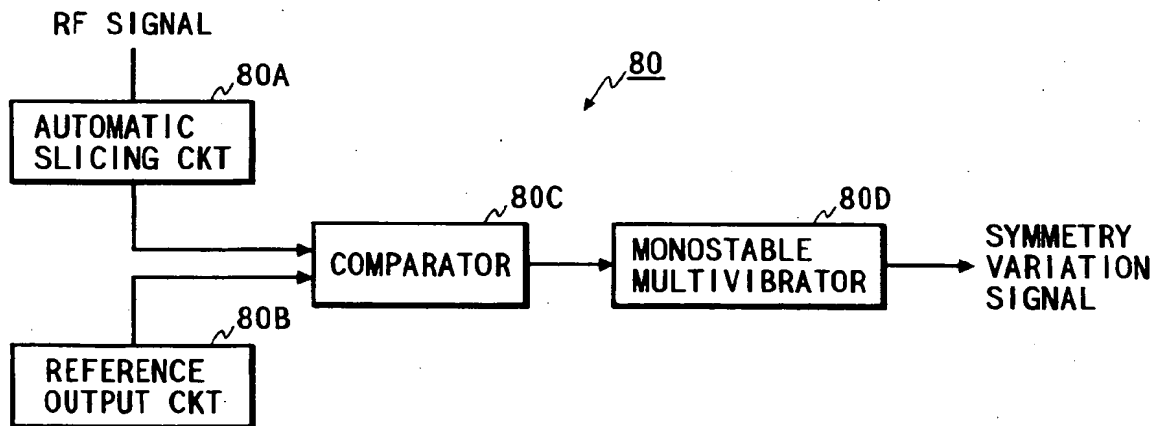 RF SIGNAL
80A
80
AUTOMATIC
SLICING CKT
80C
80D
COMPARATOR
MONOSTABLE
MULTIVIBRATOR
SYMMETRY
VARIATION
SIGNAL
80B
REFERENCE
OUTPUT CKT